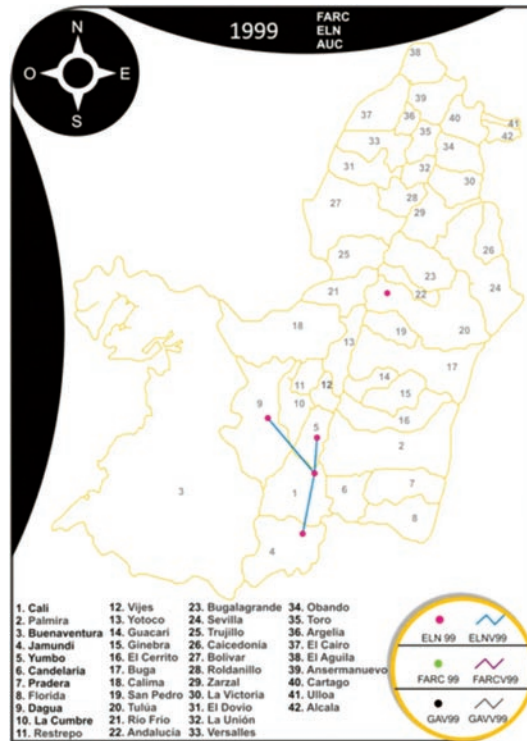 1999
FARC
ELN
AUC
N
O E
S
38
39
37
36
40
41
35
42
33
34
31
32
30
28
27
29
26
25
23
24
21
22
18
19
20
13
17
14
11
12
15
10
9
16
5
2
3
7
1
6
8
4
1. Cali
2. Palmira
3. Buenaventura
4. Jamundi
5. Yumbo
6. Candelaria
7. Pradera
8. Florida
9. Dagua
10. La Cumbre
11. Restrepo
12. Vijes
13. Yotoco
14. Guacari
15. Ginebra
16. El Cerrito
17. Buga
18. Calima
19. San Pedro
20. Tulúa
21. Río Frío
22. Andalucía
23. Bugalagrande
24. Sevilla
25. Trujillo
26. Caicedonia
27. Bolivar
28. Roldanillo
29. Zarzal
30. La Victoria
31. El Dovio
32. La Unión
33. Versalles
34. Obando
35. Toro
36. Argelia
37. El Cairo
38. El Aguila
39. Ansermanuevo
40. Cartago
41. Ulloa
42. Alcala
ELN 99 ELNV99
FARC 99 FARCV99
GAV99 GAVV99